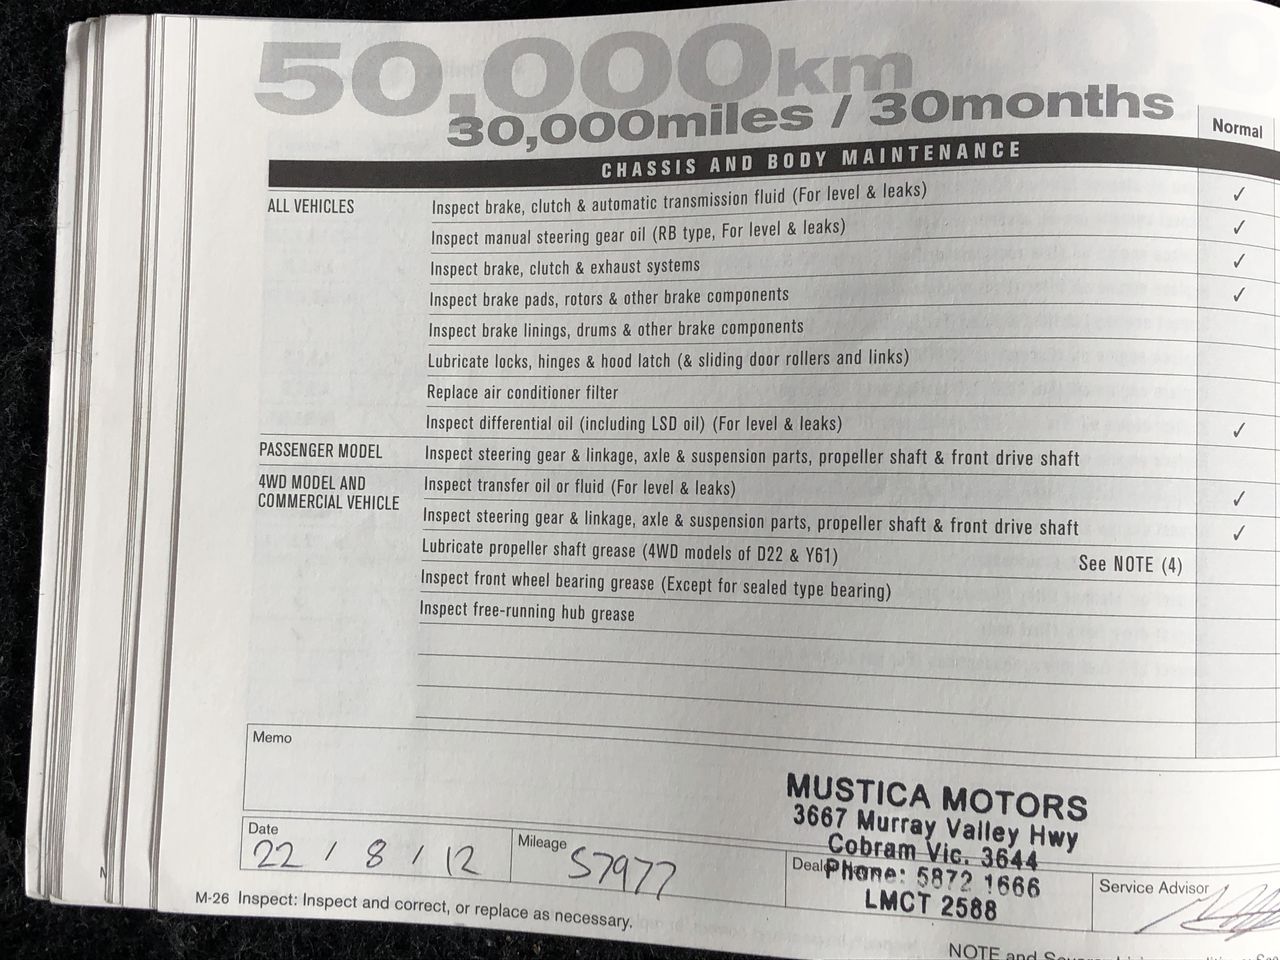 50,000km
30,000miles / 30months
Normal
CHASSIS AND BODY MAINTENANCE
ALL VEHICLES
Inspect brake, clutch & automatic transmission fluid (For level & leaks) ✓
Inspect manual steering gear oil (RB type, For level & leaks) ✓
Inspect brake, clutch & exhaust systems ✓
Inspect brake pads, rotors & other brake components ✓
Inspect brake linings, drums & other brake components
Lubricate locks, hinges & hood latch (& sliding door rollers and links)
Replace air conditioner filter
Inspect differential oil (including LSD oil) (For level & leaks) ✓
PASSENGER MODEL
Inspect steering gear & linkage, axle & suspension parts, propeller shaft & front drive shaft
4WD MODEL AND
COMMERCIAL VEHICLE
Inspect transfer oil or fluid (For level & leaks) ✓
Inspect steering gear & linkage, axle & suspension parts, propeller shaft & front drive shaft ✓
Lubricate propeller shaft grease (4WD models of D22 & Y61) See NOTE (4)
Inspect front wheel bearing grease (Except for sealed type bearing)
Inspect free-running hub grease
Memo
MUSTICA MOTORS
3667 Murray Valley Hwy
Cobram Vic. 3644
Phone: 5872 1666
LMCT 2588
Date
22 / 8 / 12
Mileage
57977
Service Advisor
M-26 Inspect: Inspect and correct, or replace as necessary.
NOTE and